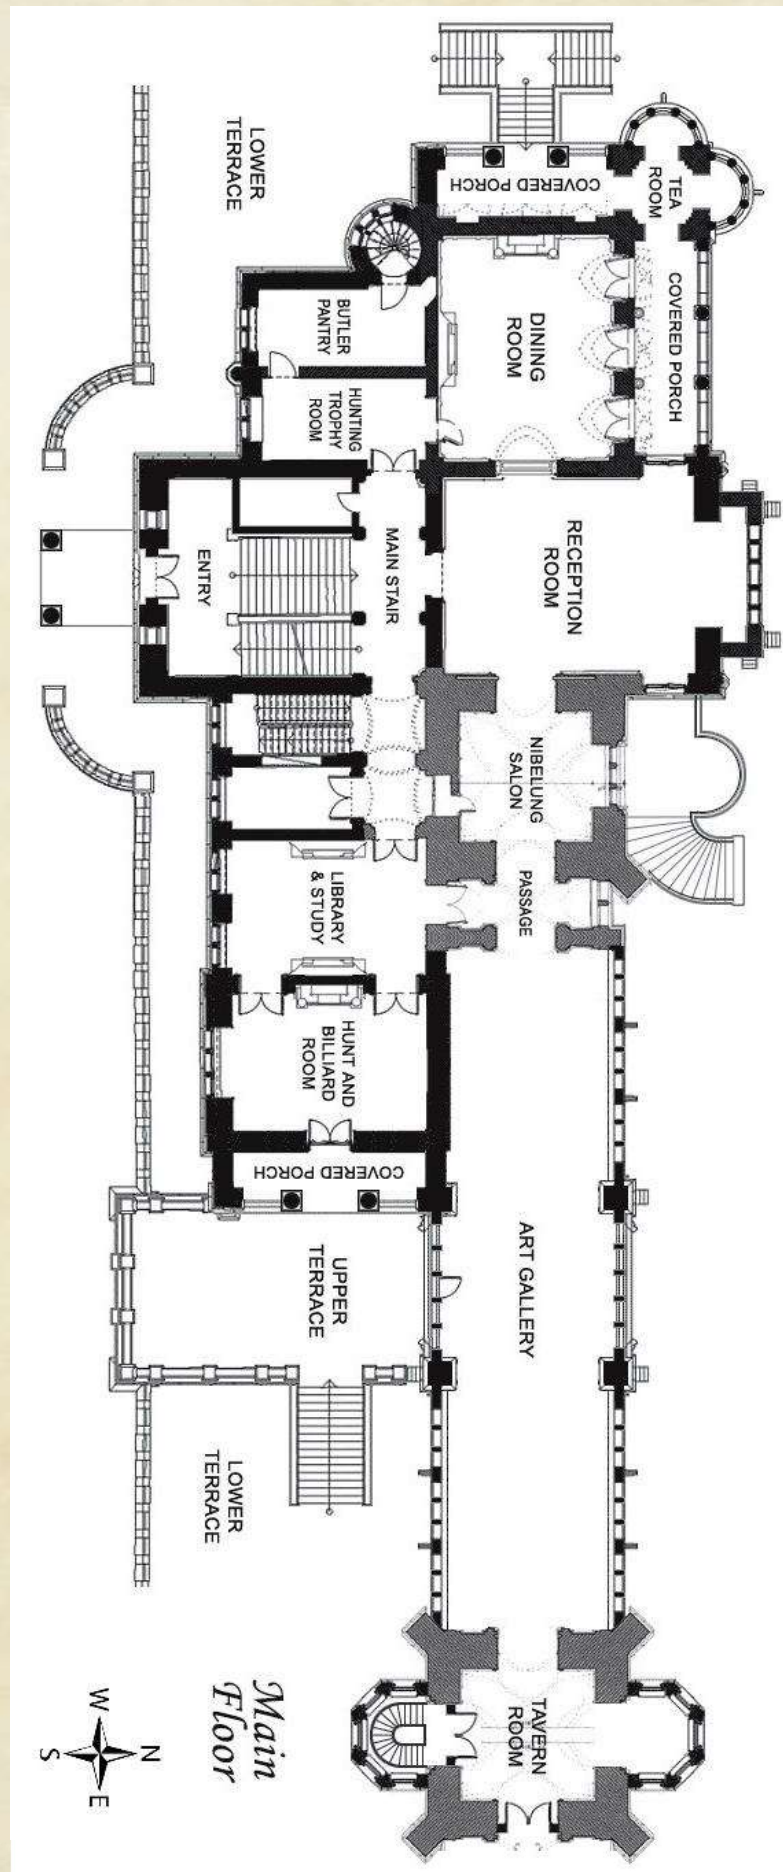 LOWER
TERRACE
COVERED PORCH
TEA
ROOM
COVERED PORCH
BUTLER
PANTRY
DINING
ROOM
HUNTING
TROPHY
ROOM
ENTRY
MAIN STAIR
RECEPTION
ROOM
NIBELUNG
SALON
PASSAGE
LIBRARY
& STUDY
HUNT AND
BILLIARD
ROOM
COVERED PORCH
UPPER
TERRACE
ART GALLERY
LOWER
TERRACE
TAVERN
ROOM
Main
Floor
N
W
E
S